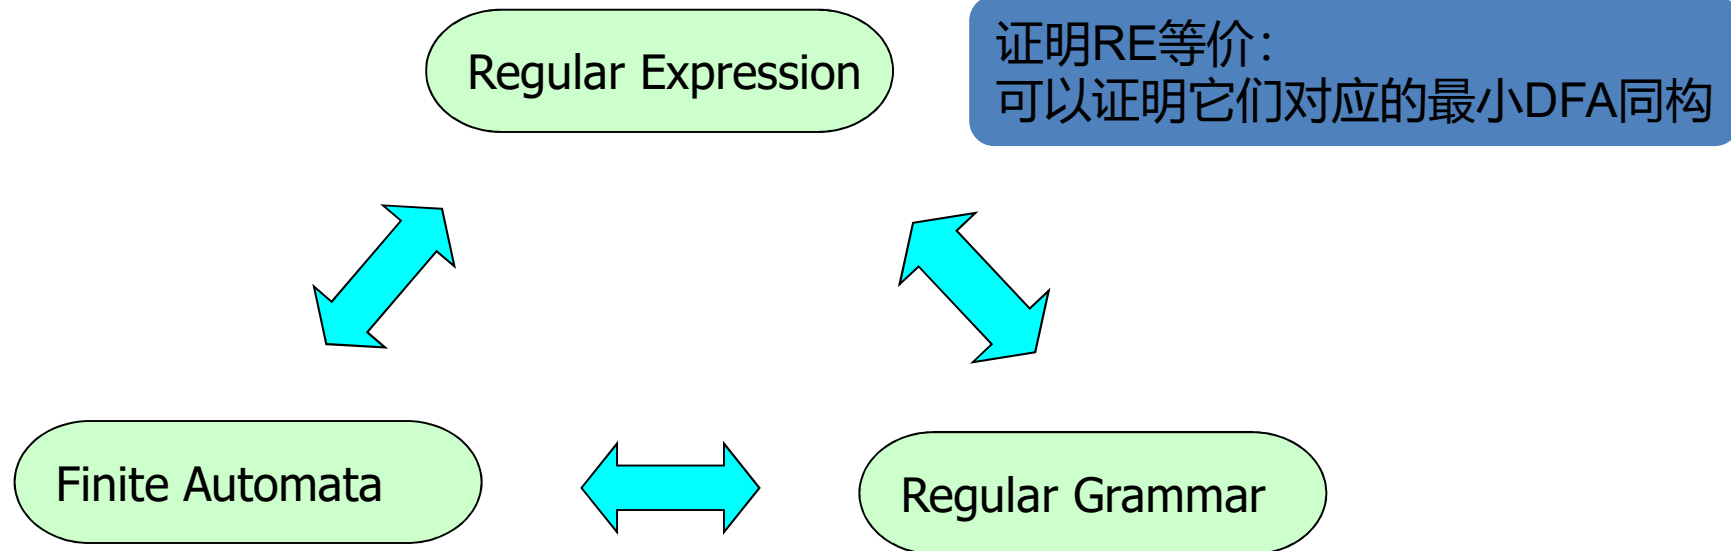 Regular Expression
证明RE等价：
可以证明它们对应的最小DFA同构
Finite Automata
Regular Grammar